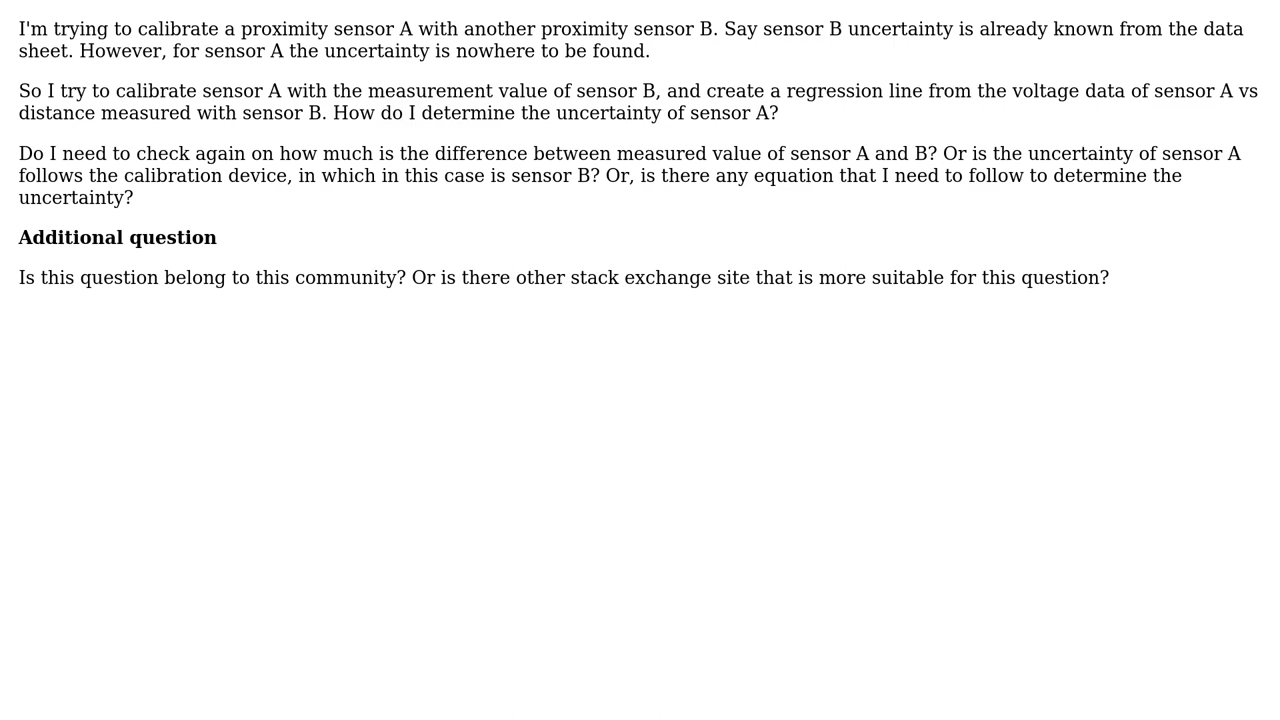 I'm trying to calibrate a proximity sensor A with another proximity sensor B. Say sensor B uncertainty is already known from the data
sheet. However, for sensor A the uncertainty is nowhere to be found.
So I try to calibrate sensor A with the measurement value of sensor B, and create a regression line from the voltage data of sensor A vs
distance measured with sensor B. How do I determine the uncertainty of sensor A?
Do I need to check again on how much is the difference between measured value of sensor A and B? Or is the uncertainty of sensor A
follows the calibration device, in which in this case is sensor B? Or, is there any equation that I need to follow to determine the
uncertainty?
Additional question
Is this question belong to this community? Or is there other stack exchange site that is more suitable for this question?